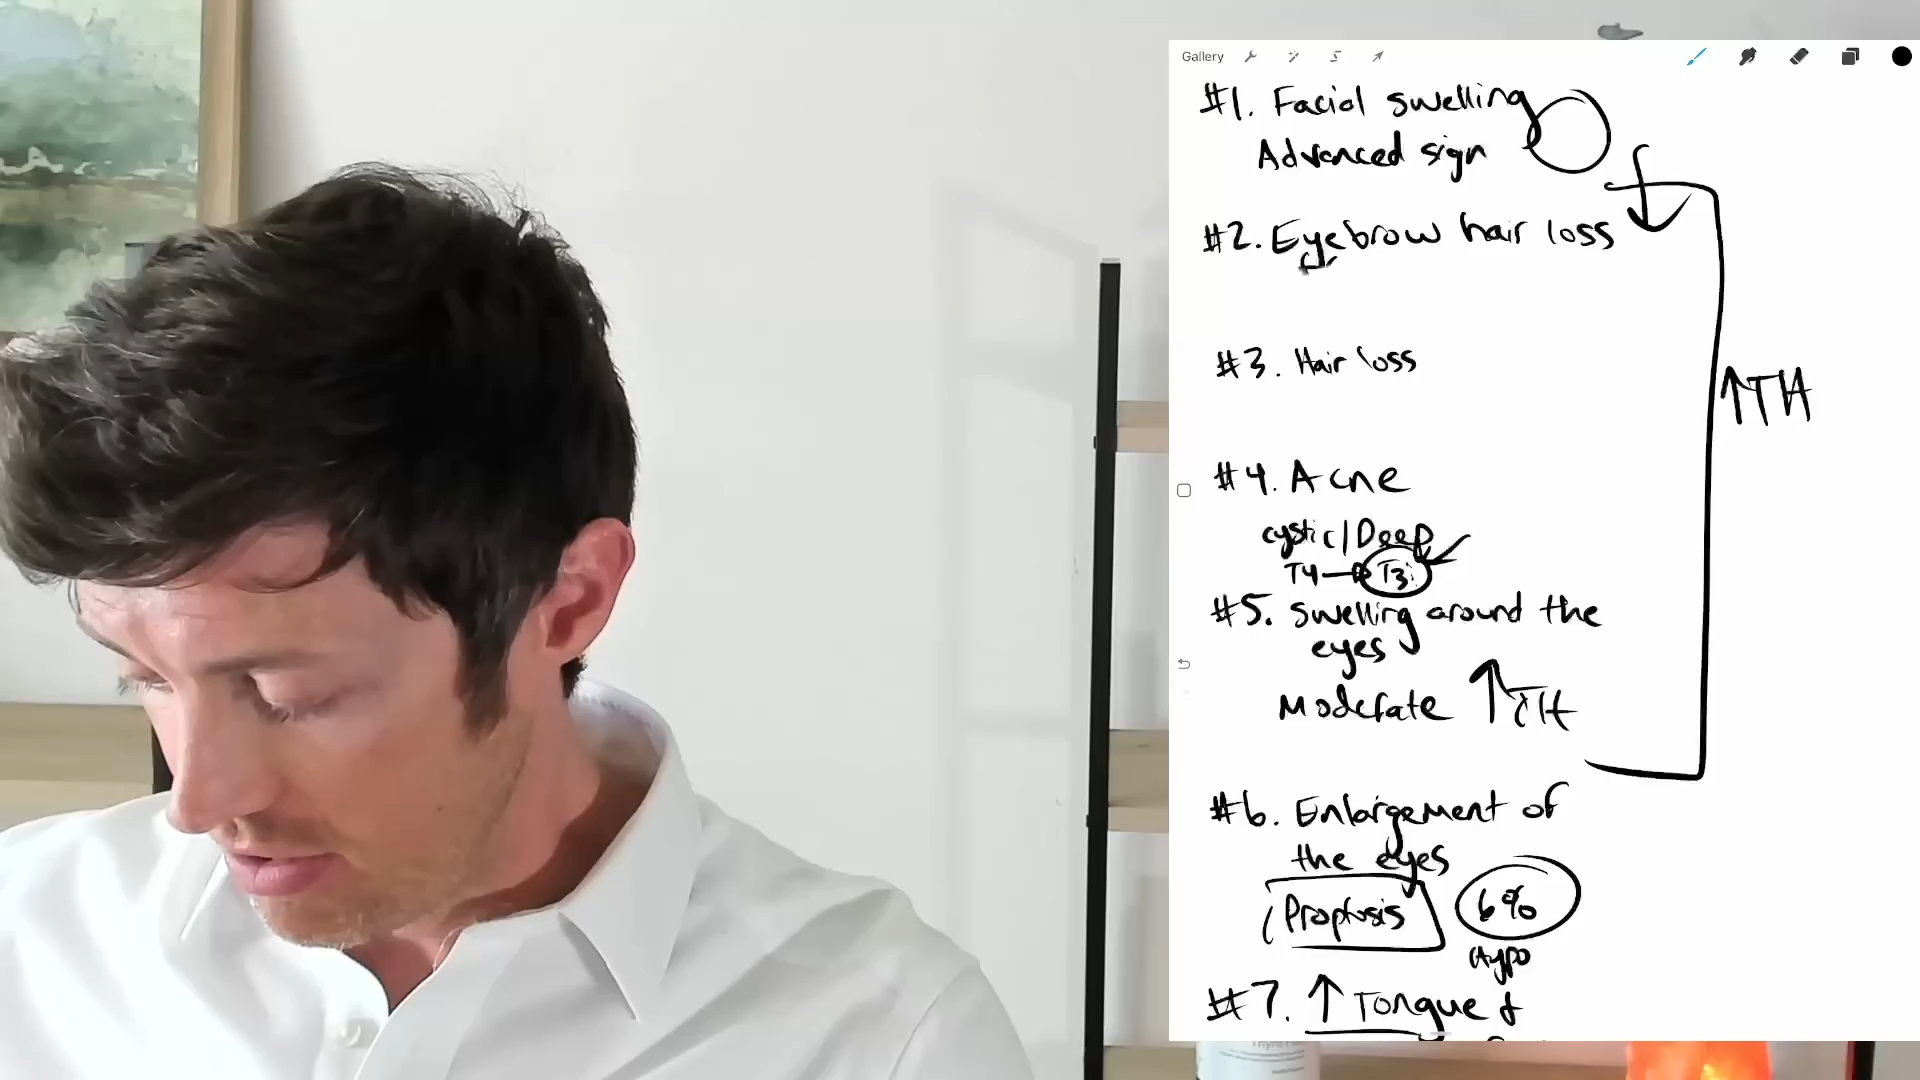 Gallery
#1. Facial swelling
Advanced sign
#2. Eyebrow hair loss
#3. Hair loss
↑TH
#4. Acne
cystic/Deep
T4→T3
#5. Swelling around the
eyes
Moderate ↑TH
#6. Enlargement of
the eyes
Proptosis 6%
Hypo
#7. ↑ Tongue &